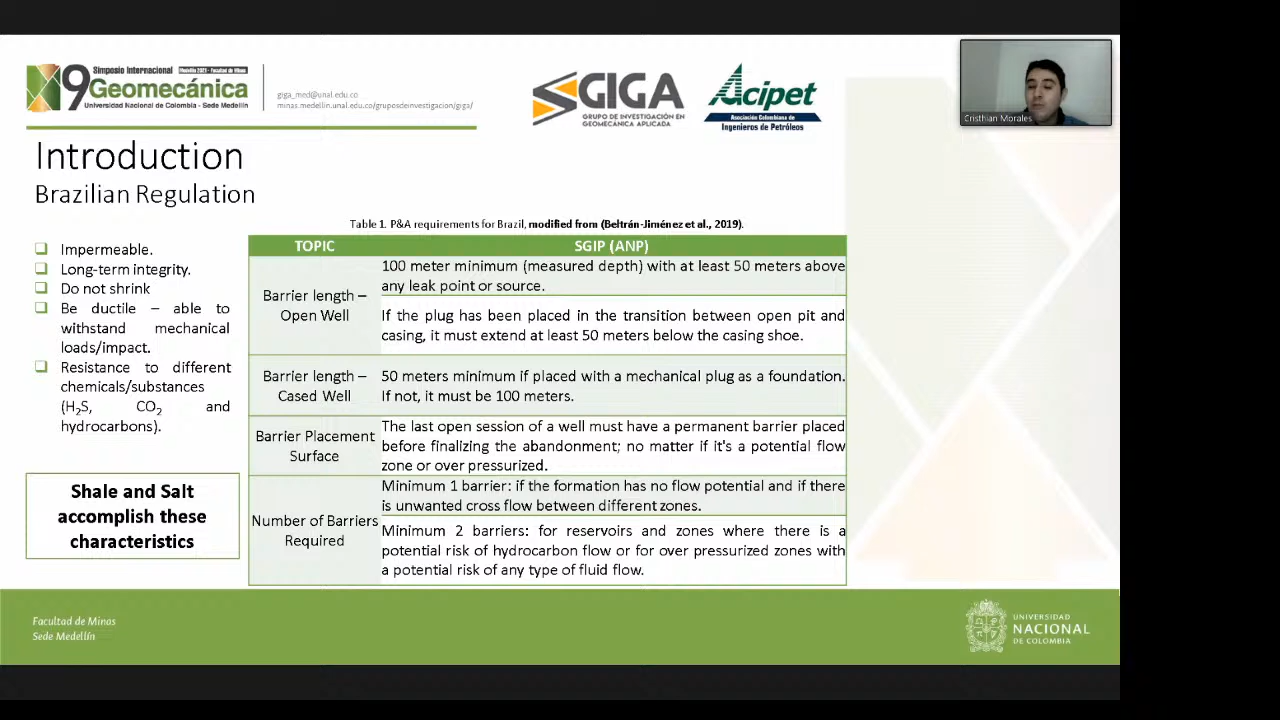 9
Simposio Internacional
Geomecánica
Universidad Nacional de Colombia - Sede Medellín
giga_med@unal.edu.co
minas.medellin.unal.edu.co/gruposdeinvestigacion/giga/
GIGA
GRUPO DE INVESTIGACIÓN EN
GEOMECÁNICA APLICADA
Acipet
Asociación Colombiana de
Ingenieros de Petróleos
Cristhian Morales
Introduction
Brazilian Regulation
Impermeable.
Long-term integrity.
Do not shrink
Be ductile – able to
withstand mechanical
loads/impact.
Resistance to different
chemicals/substances
(H₂S, CO₂ and
hydrocarbons).
Shale and Salt
accomplish these
characteristics
Table 1. P&A requirements for Brazil, modified from (Beltrán-Jiménez et al., 2019).
TOPIC SGIP (ANP)
Barrier length –
Open Well
100 meter minimum (measured depth) with at least 50 meters above
any leak point or source.
If the plug has been placed in the transition between open pit and
casing, it must extend at least 50 meters below the casing shoe.
Barrier length –
Cased Well
50 meters minimum if placed with a mechanical plug as a foundation.
If not, it must be 100 meters.
Barrier Placement
Surface
The last open session of a well must have a permanent barrier placed
before finalizing the abandonment; no matter if it's a potential flow
zone or over pressurized.
Number of Barriers
Required
Minimum 1 barrier: if the formation has no flow potential and if there
is unwanted cross flow between different zones.
Minimum 2 barriers: for reservoirs and zones where there is a
potential risk of hydrocarbon flow or for over pressurized zones with
a potential risk of any type of fluid flow.
Facultad de Minas
Sede Medellín
UNIVERSIDAD
NACIONAL
DE COLOMBIA